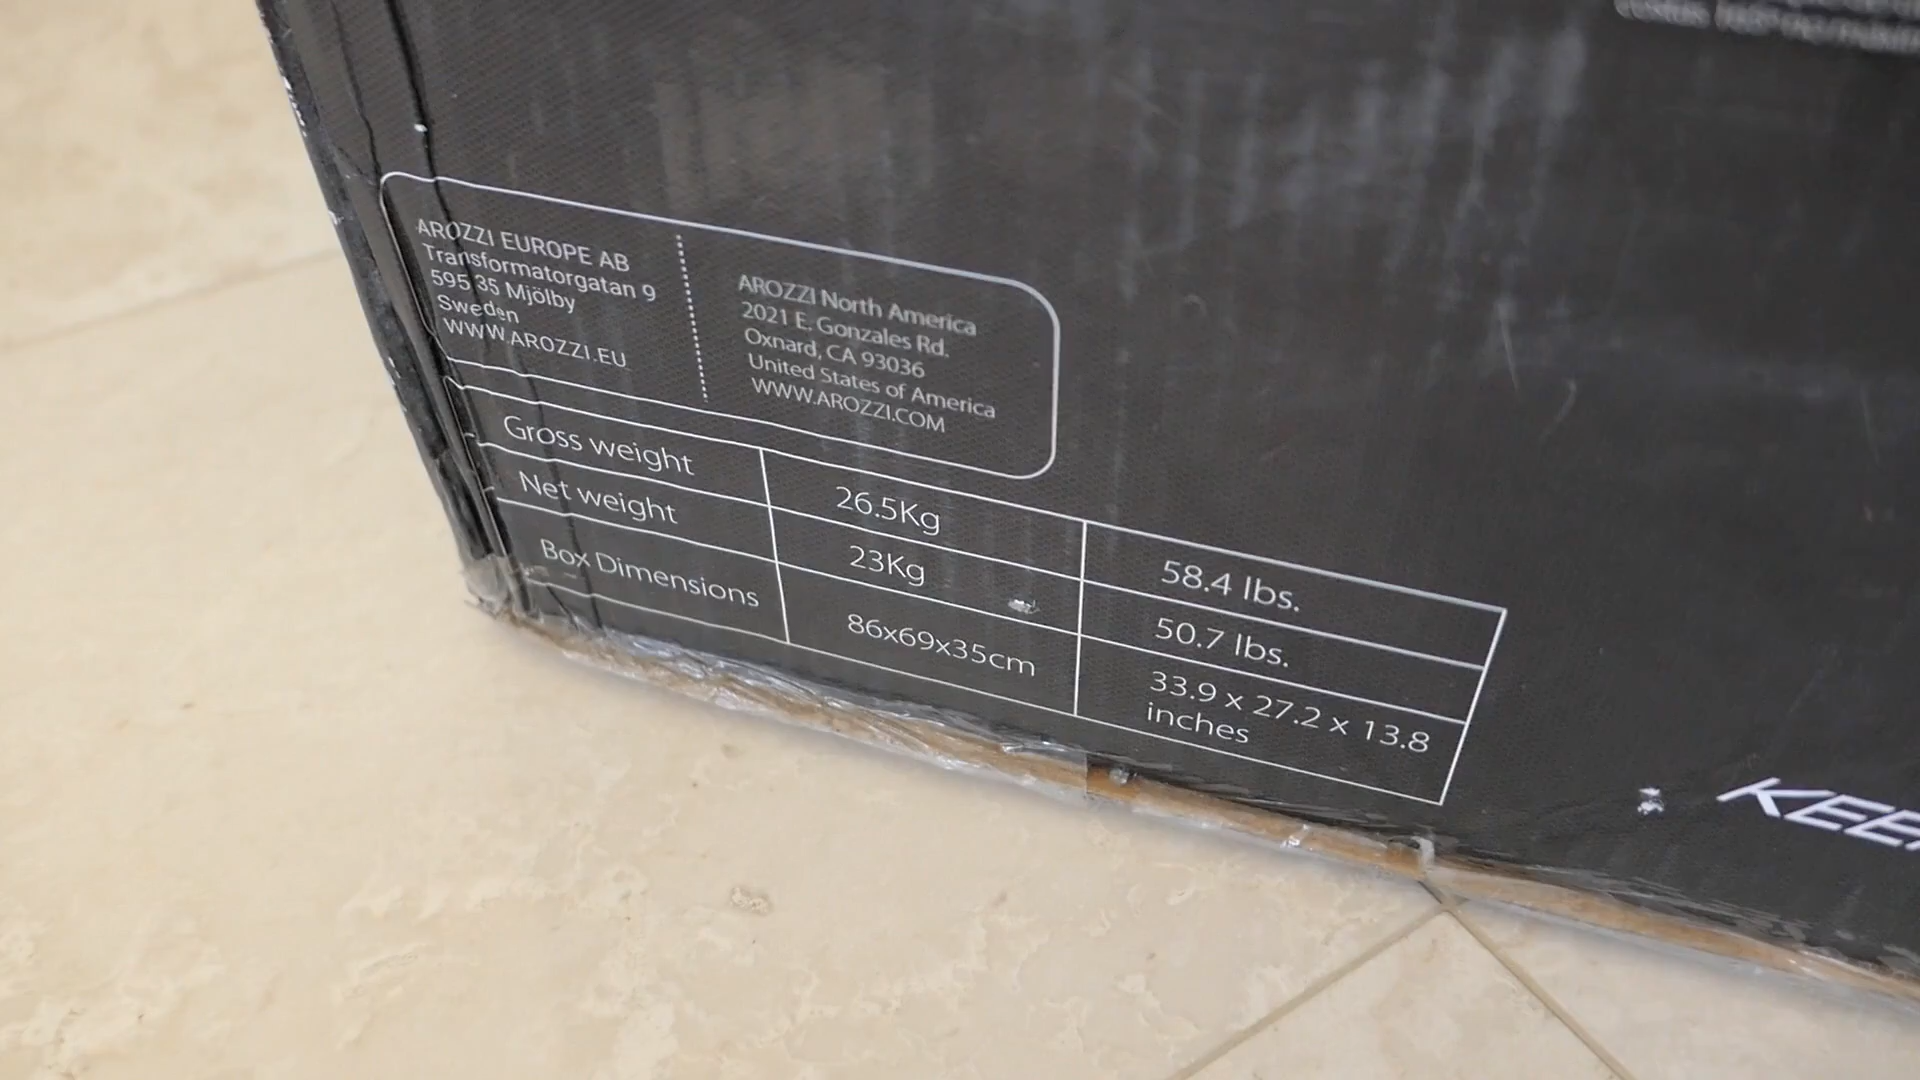 AROZZI EUROPE AB
Transformatorgatan 9
595 35 Mjölby
Sweden
WWW.AROZZI.EU
AROZZI North America
2021 E. Gonzales Rd.
Oxnard, CA 93036
United States of America
WWW.AROZZI.COM
Gross weight 26.5Kg 58.4 lbs.
Net weight 23Kg 50.7 lbs.
Box Dimensions 86x69x35cm 33.9 x 27.2 x 13.8
inches